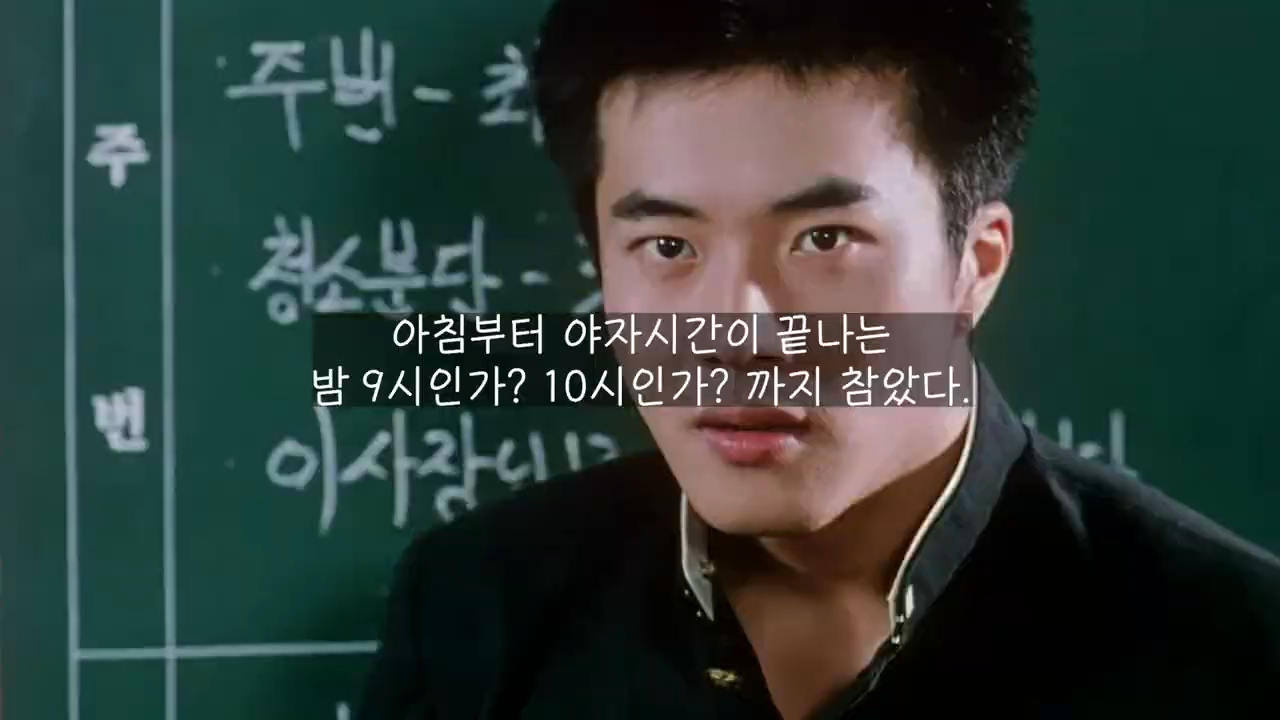 주번 -
주
청소분단 -
아침부터 야자시간이 끝나는
밤 9시인가? 10시인가? 까지 참았다.
번
이사장